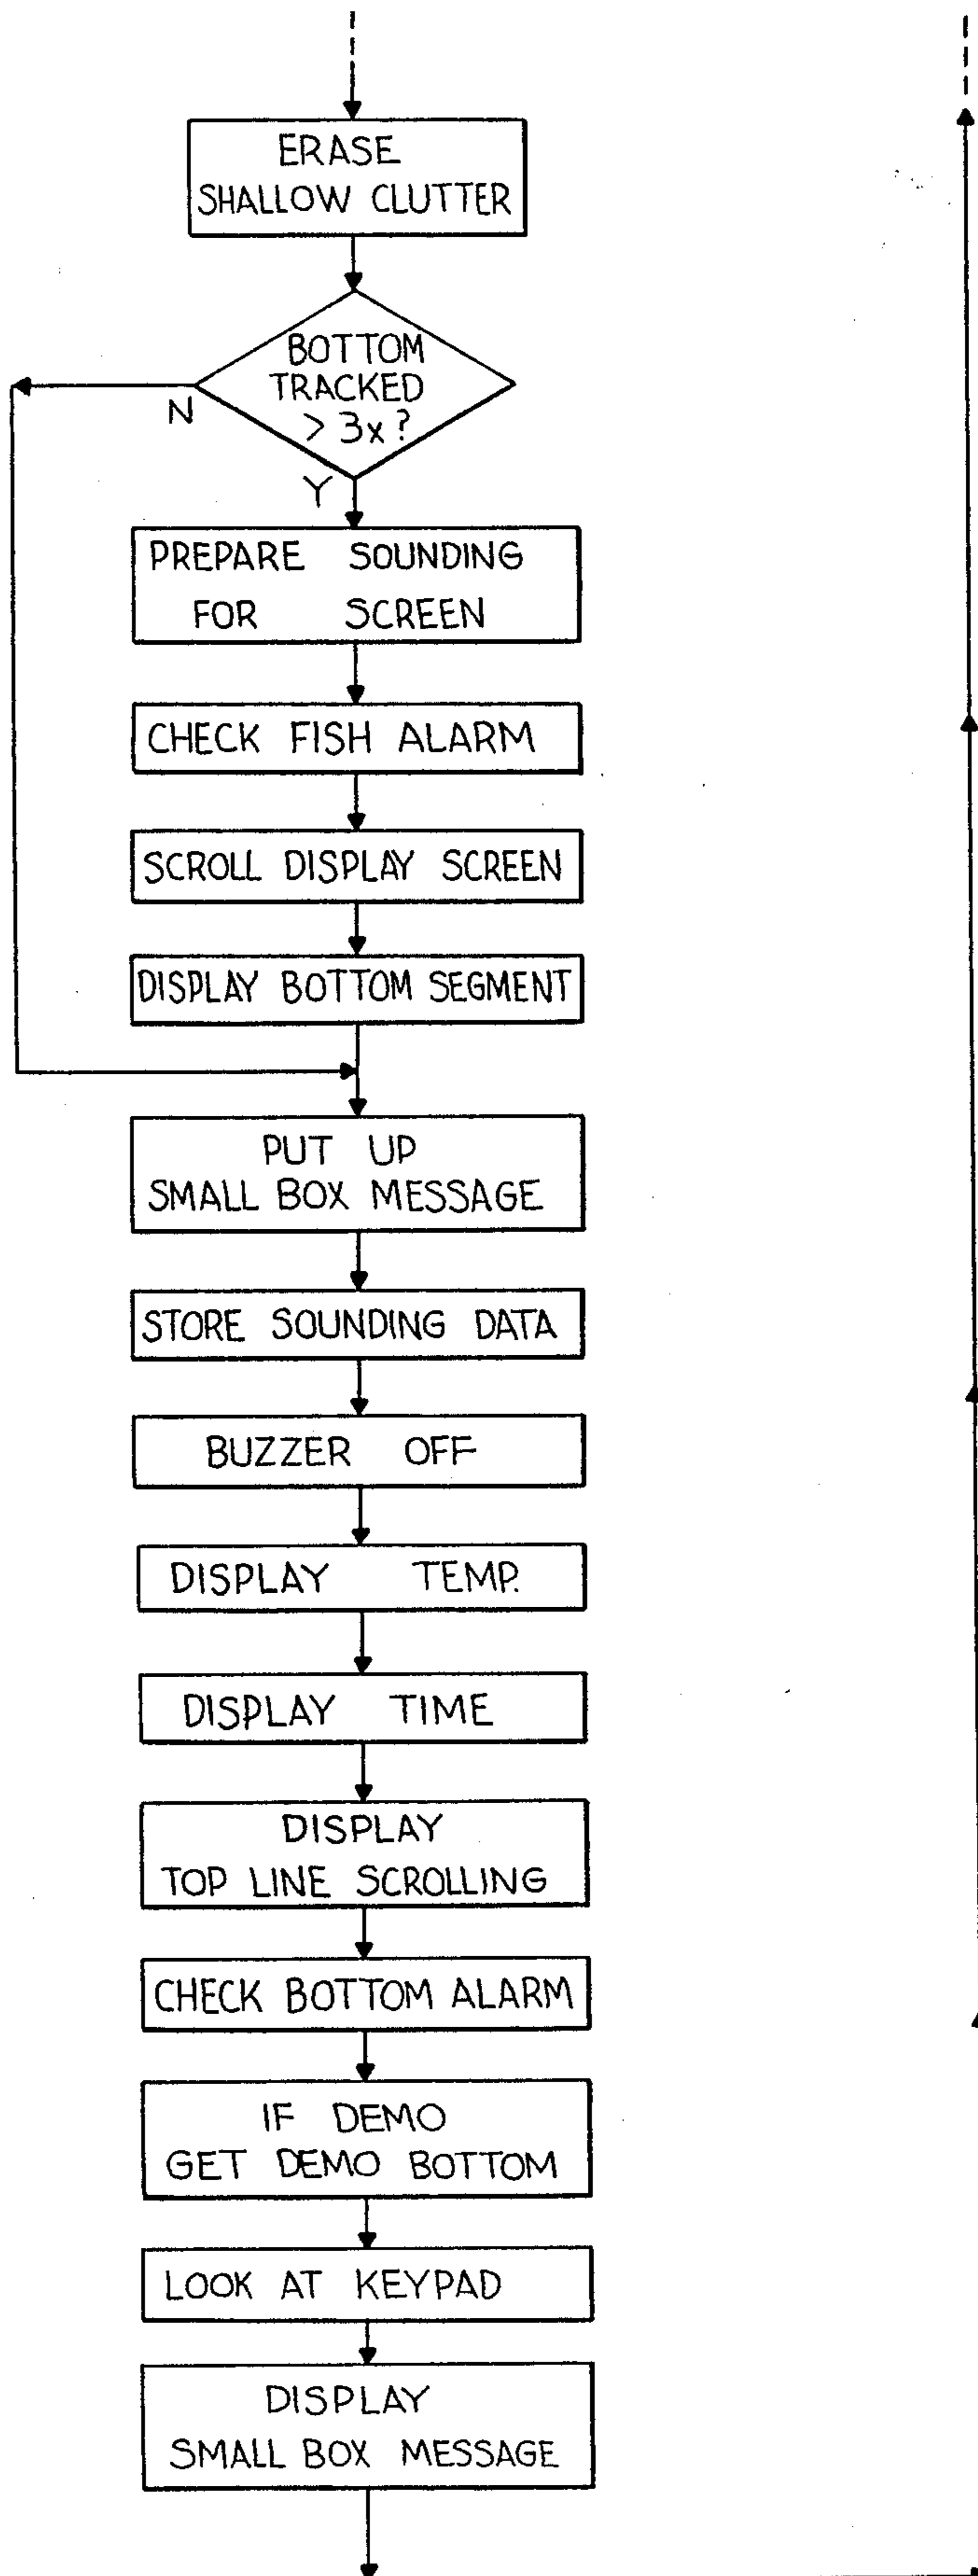 ERASE
SHALLOW CLUTTER
BOTTOM
TRACKED
> 3x?
N
Y
PREPARE SOUNDING
FOR SCREEN
CHECK FISH ALARM
SCROLL DISPLAY SCREEN
DISPLAY BOTTOM SEGMENT
PUT UP
SMALL BOX MESSAGE
STORE SOUNDING DATA
BUZZER OFF
DISPLAY TEMP.
DISPLAY TIME
DISPLAY
TOP LINE SCROLLING
CHECK BOTTOM ALARM
IF DEMO
GET DEMO BOTTOM
LOOK AT KEYPAD
DISPLAY
SMALL BOX MESSAGE